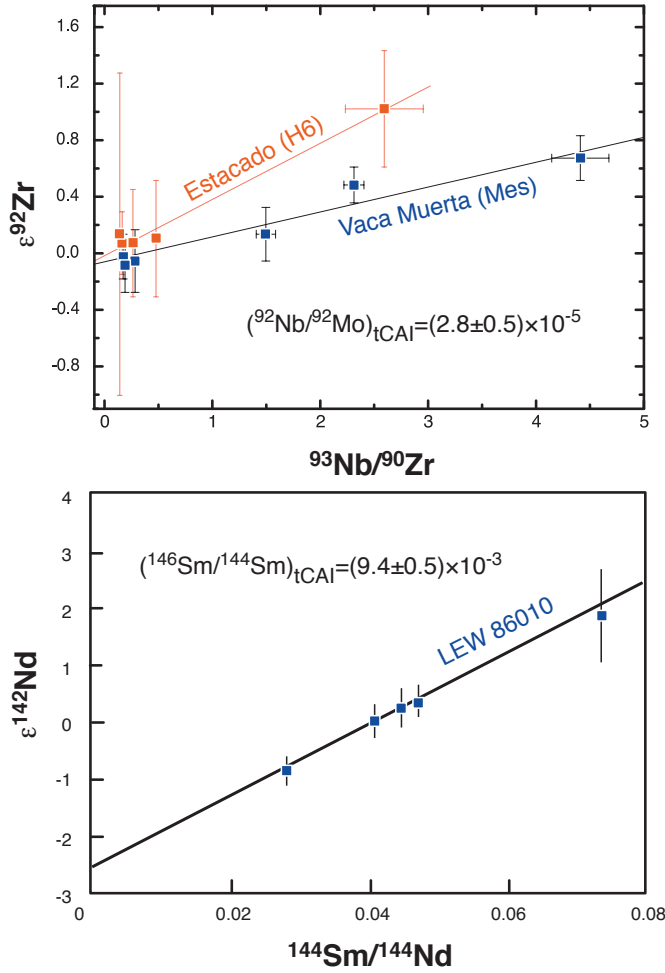 1.6
1.2
0.8
0.4
0.0
-0.4
-0.8
ε⁹²Zr
Estacado (H6)
Vaca Muerta (Mes)
(⁹²Nb/⁹²Mo)tCAI=(2.8±0.5)×10⁻⁵
0 1 2 3 4 5
⁹³Nb/⁹⁰Zr
4
3
2
1
0
-1
-2
-3
ε¹⁴²Nd
(¹⁴⁶Sm/¹⁴⁴Sm)tCAI=(9.4±0.5)×10⁻³
LEW 86010
0 0.02 0.04 0.06 0.08
¹⁴⁴Sm/¹⁴⁴Nd